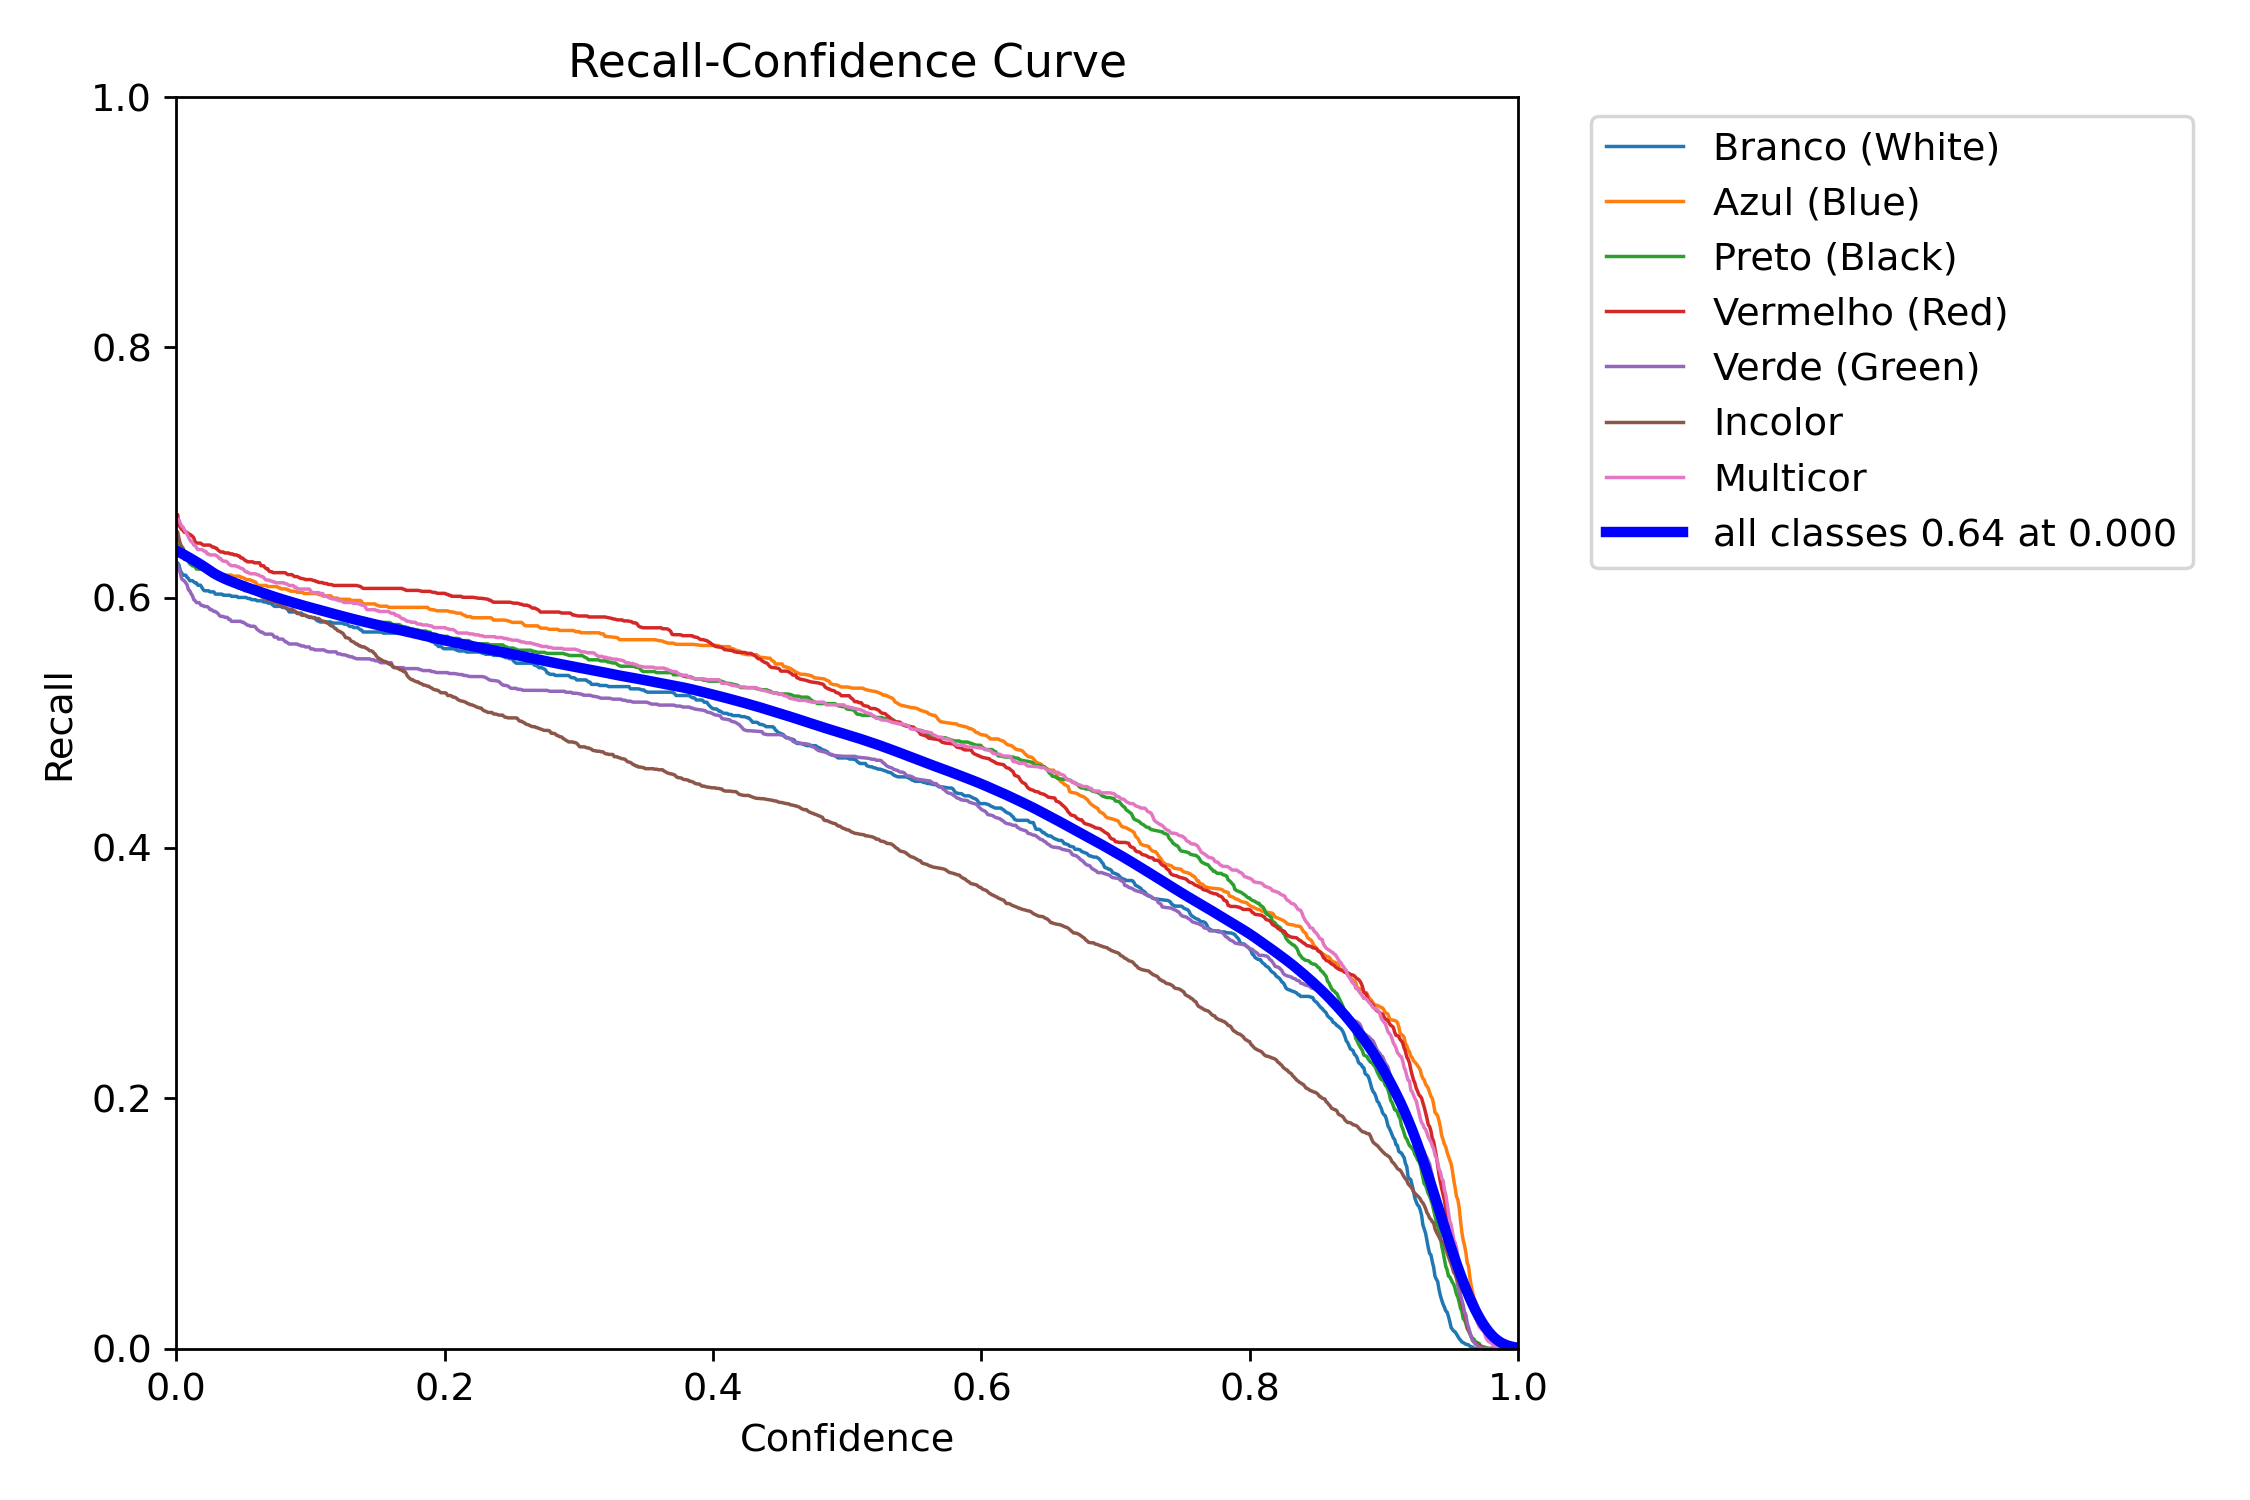 Recall-Confidence Curve
1.0
0.8
0.6
0.4
0.2
0.0
Recall
0.0 0.2 0.4 0.6 0.8 1.0
Confidence
Branco (White)
Azul (Blue)
Preto (Black)
Vermelho (Red)
Verde (Green)
Incolor
Multicor
all classes 0.64 at 0.000